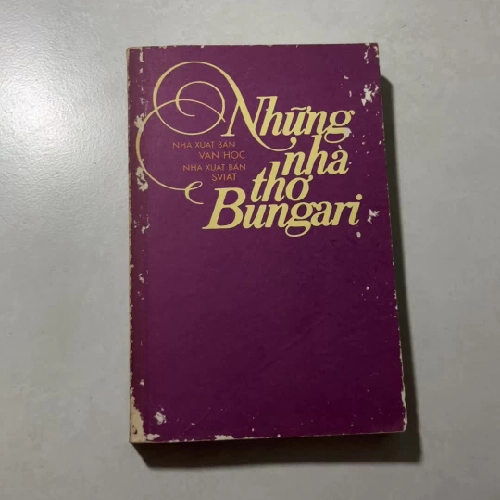 Những
nhà
thơ
Bungari
NHÀ XUẤT BẢN
VĂN HỌC
NHÀ XUẤT BẢN
SVIAT